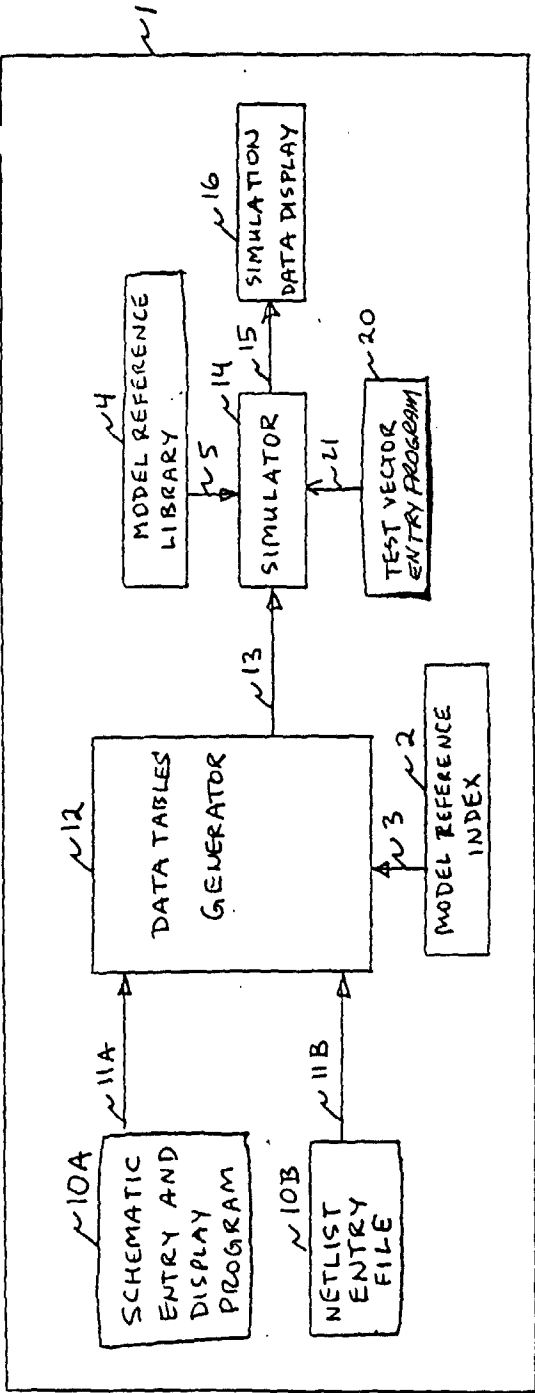 1
10A
SCHEMATIC
ENTRY AND
DISPLAY
PROGRAM
11A
10B
NETLIST
ENTRY
FILE
11B
12
DATA TABLES
GENERATOR
3
2
MODEL REFERENCE
INDEX
13
4
MODEL REFERENCE
LIBRARY
5
14
SIMULATOR
15
16
SIMULATION
DATA DISPLAY
21
20
TEST VECTOR
ENTRY PROGRAM